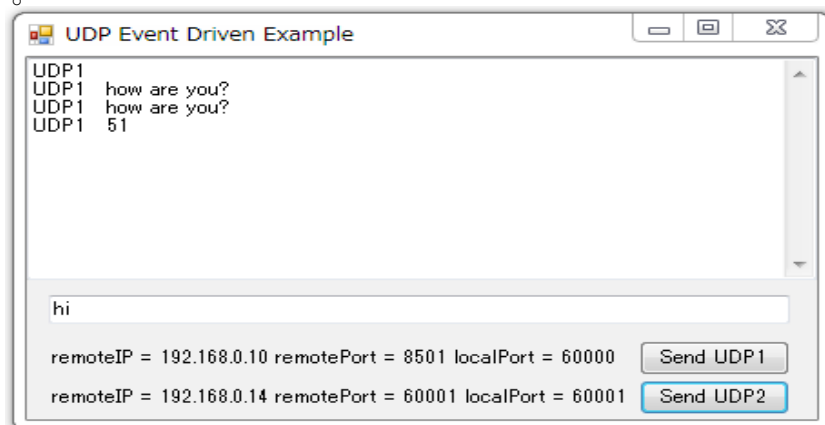 UDP Event Driven Example
UDP1
UDP1 how are you?
UDP1 how are you?
UDP1 51
hi
remoteIP = 192.168.0.10 remotePort = 8501 localPort = 60000 Send UDP1
remoteIP = 192.168.0.14 remotePort = 60001 localPort = 60001 Send UDP2